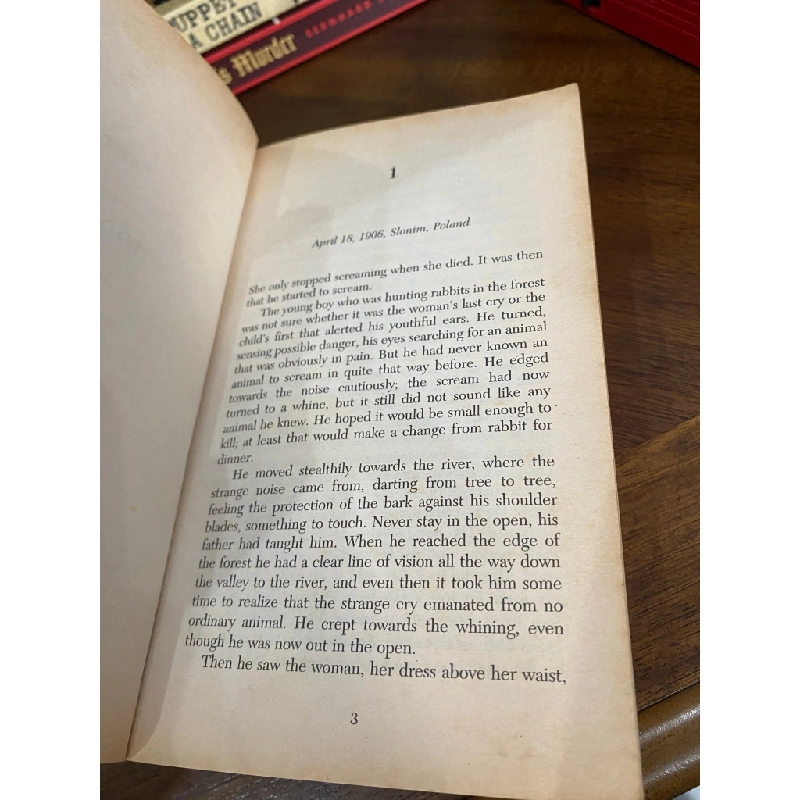 PUPPET
A CHAIN
s Murder
1
April 18, 1906, Slonim, Poland
She only stopped screaming when she died. It was then
that he started to scream.
The young boy who was hunting rabbits in the forest
was not sure whether it was the woman's last cry or the
child's first that alerted his youthful ears. He turned,
sensing possible danger, his eyes searching for an animal
that was obviously in pain. But he had never known an
animal to scream in quite that way before. He edged
towards the noise cautiously; the scream had now
turned to a whine, but it still did not sound like any
animal he knew. He hoped it would be small enough to
kill; at least that would make a change from rabbit for
dinner.
He moved stealthily towards the river, where the
strange noise came from, darting from tree to tree,
feeling the protection of the bark against his shoulder
blades, something to touch. Never stay in the open, his
father had taught him. When he reached the edge of
the forest he had a clear line of vision all the way down
the valley to the river, and even then it took him some
time to realize that the strange cry emanated from no
ordinary animal. He crept towards the whining, even
though he was now out in the open.
Then he saw the woman, her dress above her waist,
3